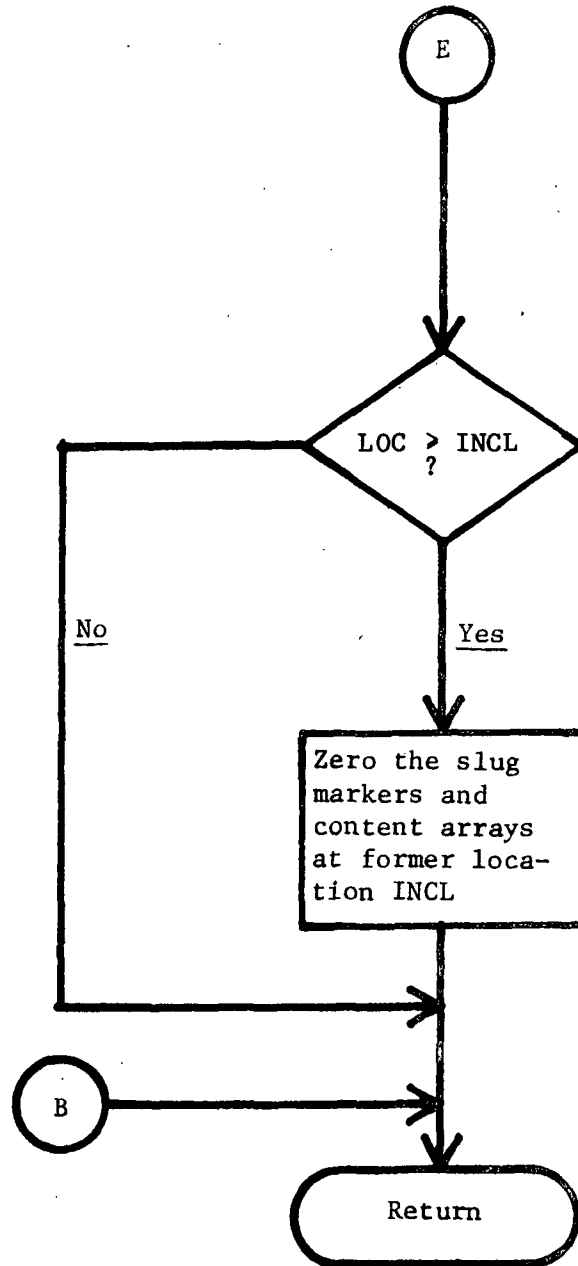 E
LOC > INCL
?
No
Yes
Zero the slug
markers and
content arrays
at former loca-
tion INCL
B
Return